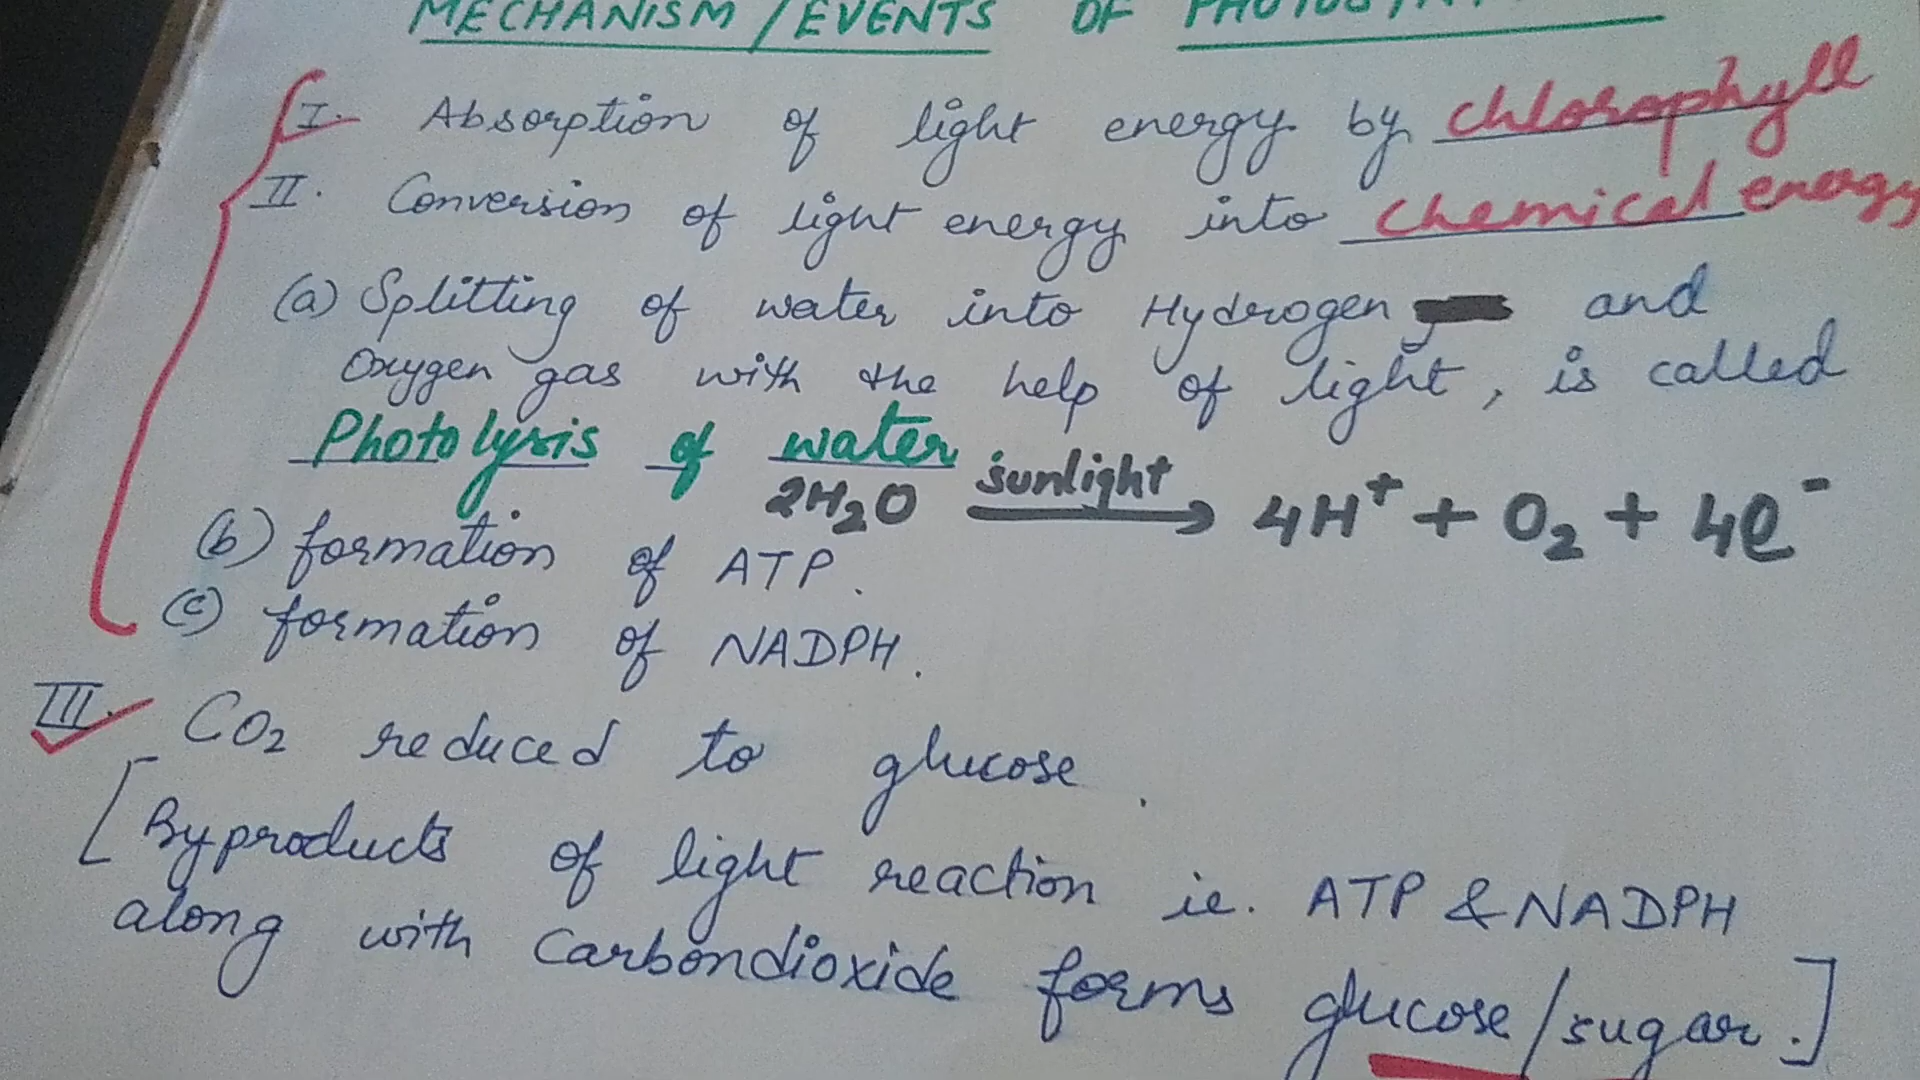 MECHANISM/EVENTS OF
I. Absorption of light energy by chlorophyll
II. Conversion of light energy into chemical energy
(a) Splitting of water into Hydrogen and
Oxygen gas with the help of light, is called
Photolysis of water
2H₂O sunlight → 4H⁺ + O₂ + 4e⁻
(b) formation of ATP.
(c) formation of NADPH.
III. CO₂ reduced to glucose.
[Byproducts of light reaction ie. ATP & NADPH
along with Carbondioxide forms glucose/sugar.]